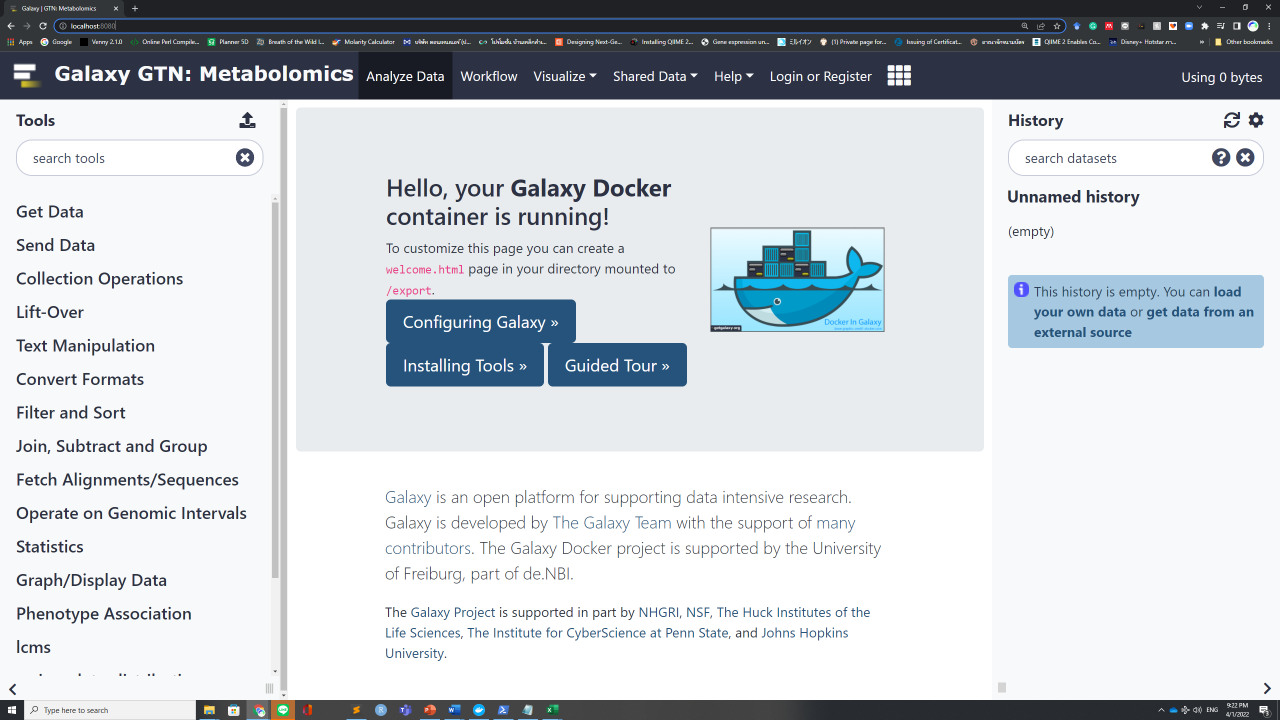 Galaxy | GTN: Metabolomics
localhost:8080
Apps
Google
Venny 2.1.0
Online Perl Compile...
Planner 5D
Breath of the Wild I...
Molarity Calculator
Designing Next-Ge...
Installing QIIME 2...
Gene expression un...
(1) Private page for...
Issuing of Certificat...
QIIME 2 Enables Co...
Disney+ Hotstar ก...
Other bookmarks
Galaxy GTN: Metabolomics
Analyze Data
Workflow
Visualize
Shared Data
Help
Login or Register
Using 0 bytes
Tools
search tools
Get Data
Send Data
Collection Operations
Lift-Over
Text Manipulation
Convert Formats
Filter and Sort
Join, Subtract and Group
Fetch Alignments/Sequences
Operate on Genomic Intervals
Statistics
Graph/Display Data
Phenotype Association
lcms
Hello, your Galaxy Docker
container is running!
To customize this page you can create a
welcome.html page in your directory mounted to
/export.
Configuring Galaxy »
Installing Tools »
Guided Tour »
getgalaxy.org
Docker in Galaxy
Galaxy is an open platform for supporting data intensive research.
Galaxy is developed by The Galaxy Team with the support of many
contributors. The Galaxy Docker project is supported by the University
of Freiburg, part of de.NBI.
The Galaxy Project is supported in part by NHGRI, NSF, The Huck Institutes of the
Life Sciences, The Institute for CyberScience at Penn State, and Johns Hopkins
University.
History
search datasets
Unnamed history
(empty)
This history is empty. You can load
your own data or get data from an
external source
Type here to search
ENG
9:22 PM
4/1/2022